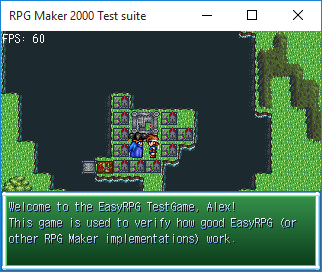 RPG Maker 2000 Test suite
FPS: 60
Welcome to the EasyRPG TestGame, Alex!
This game is used to verify how good EasyRPG (or
other RPG Maker implementations) work.